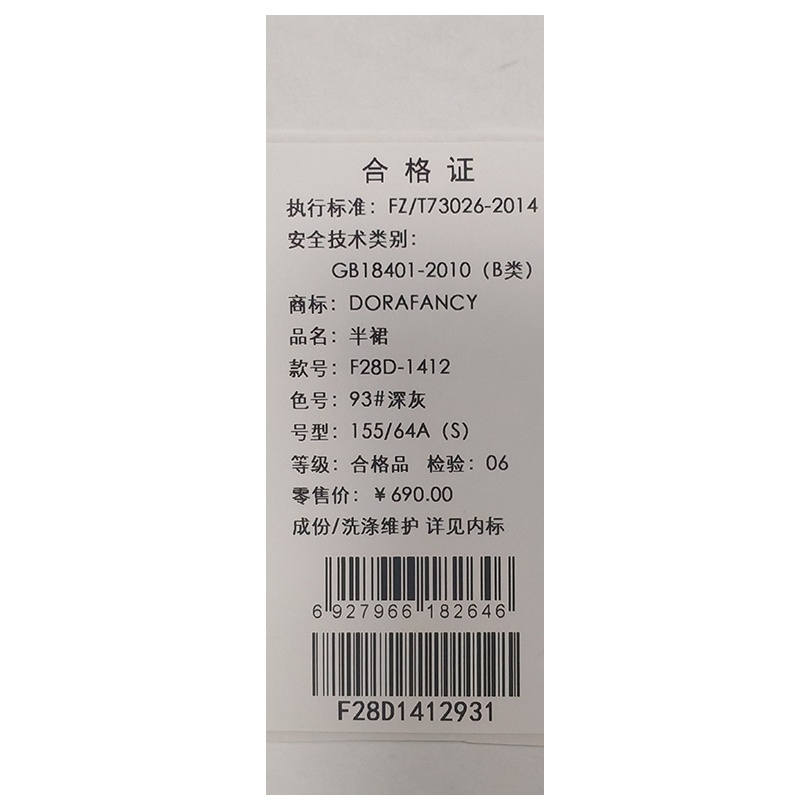 合格证
执行标准：FZ/T73026-2014
安全技术类别：
GB18401-2010（B类）
商标：DORAFANCY
品名：半裙
款号：F28D-1412
色号：93#深灰
号型：155/64A（S）
等级：合格品 检验：06
零售价：￥690.00
成份/洗涤维护 详见内标
6 927966 182646
F28D1412931